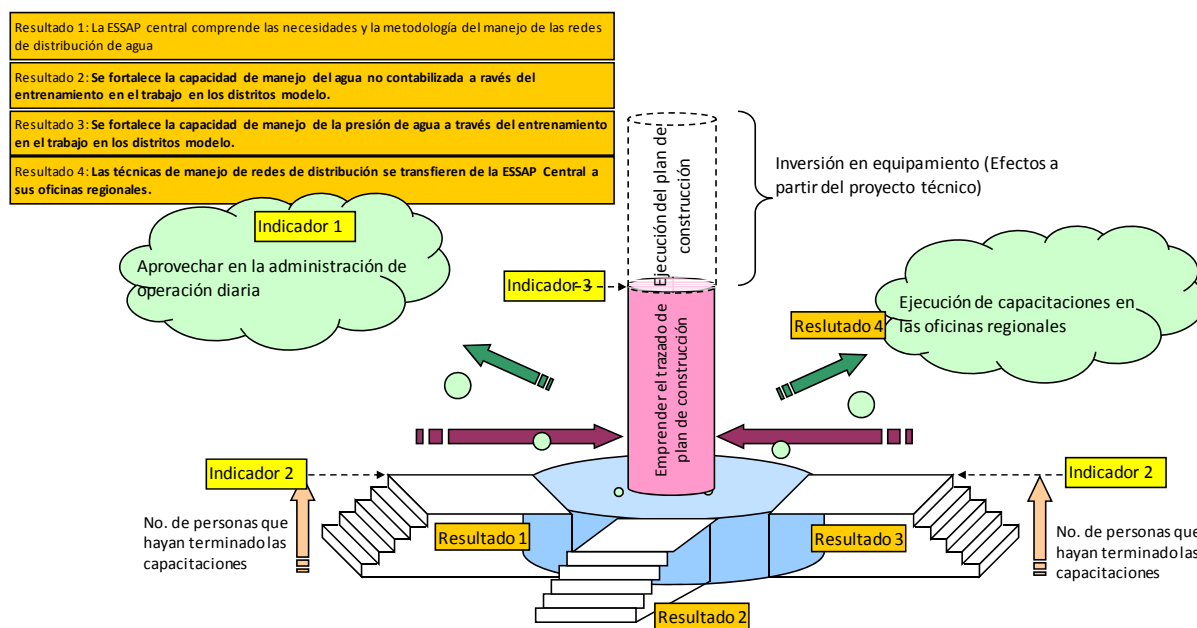 Resultado 1: La ESSAP central comprende las necesidades y la metodología del manejo de las redes
de distribución de agua
Resultado 2: Se fortalece la capacidad de manejo del agua no contabilizada a ravés del
entrenamiento en el trabajo en los distritos modelo.
Resultado 3: Se fortalece la capacidad de manejo de la presión de agua a través del entrenamiento
en el trabajo en los distritos modelo.
Resultado 4: Las técnicas de manejo de redes de distribución se transfieren de la ESSAP Central a
sus oficinas regionales.
Ejecución del plan de
construcción
Inversión en equipamiento (Efectos a
partir del proyecto técnico)
Indicador 1
Aprovechar en la administración de
operación diaria
Indicador 3
Ejecución de capacitaciones en
las oficinas regionales
Reslutado 4
Emprender el trazado de
plan de construcción
Indicador 2
Indicador 2
No. de personas que
hayan terminado las
capacitaciones
Resultado 1
Resultado 3
No. de personas que
hayan terminado las
capacitaciones
Resultado 2